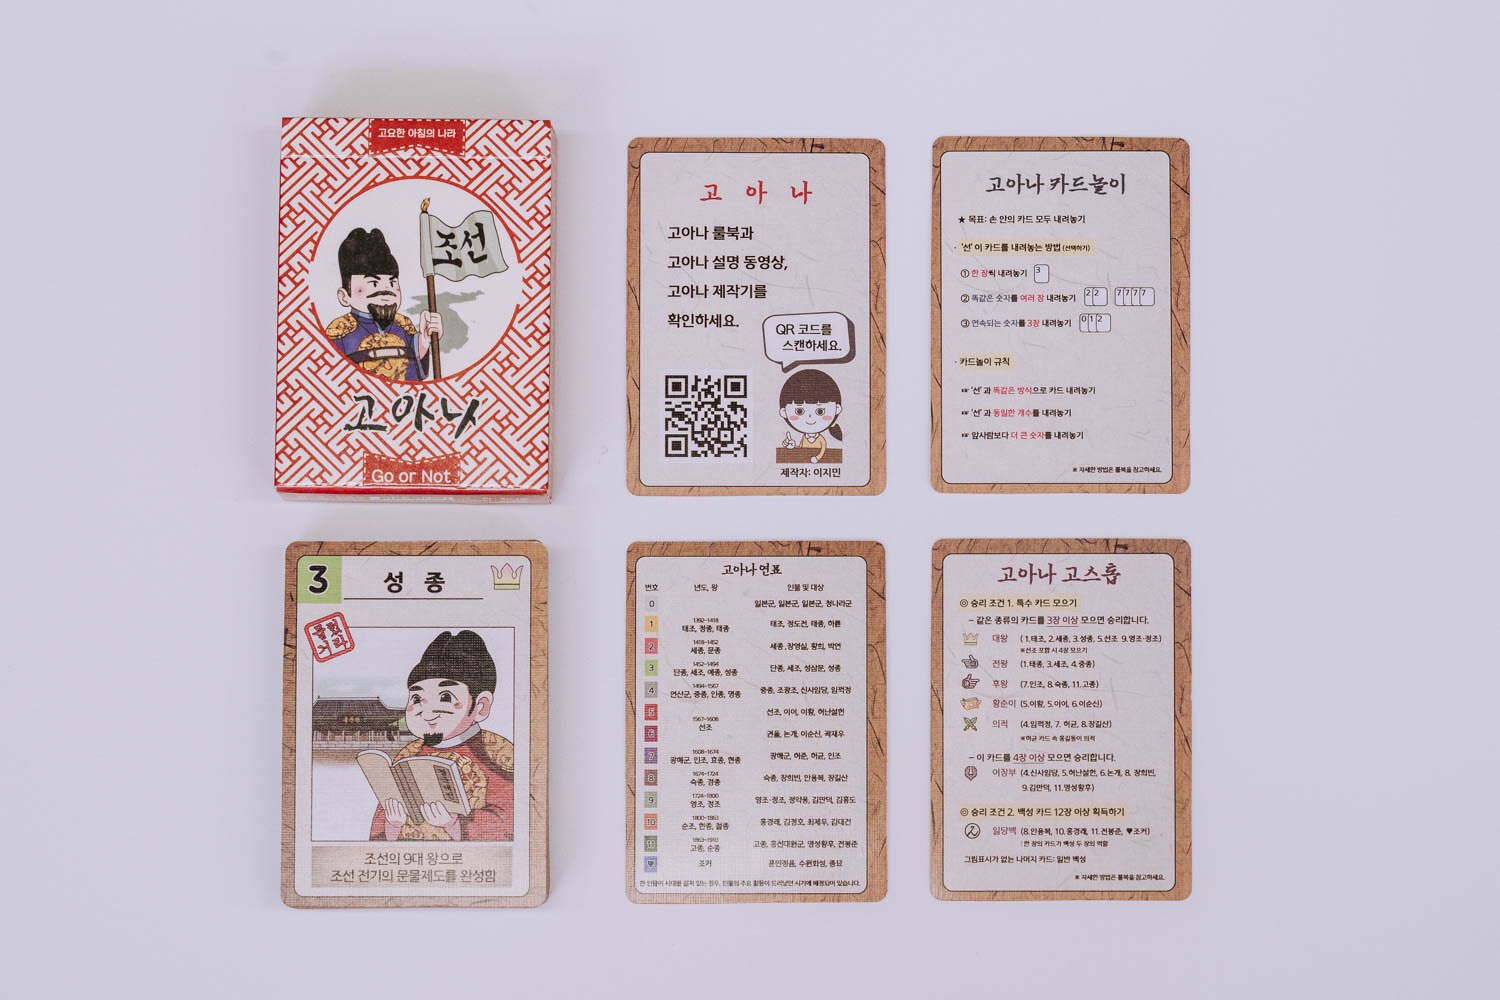 고요한 아침의 나라
조선
고아나
Go or Not
고 아 나
고아나 룰북과
고아나 설명 동영상,
고아나 제작기를
확인하세요.
QR 코드를
스캔하세요.
제작자: 이지민
고아나 카드놀이
★ 목표: 손 안의 카드 모두 내려놓기
· '선' 이 카드를 내려놓는 방법 (선택하기)
① 한 장씩 내려놓기 3
② 똑같은 숫자를 여러 장 내려놓기 2 2 7 7 7 7
③ 연속되는 숫자를 3장 내려놓기 0 1 2
· 카드놀이 규칙
☞ '선' 과 똑같은 방식으로 카드 내려놓기
☞ '선' 과 동일한 개수를 내려놓기
☞ 앞사람보다 더 큰 숫자를 내려놓기
※ 자세한 방법은 룰북을 참고하세요.
3 성 종
조선의 9대 왕으로
조선 전기의 문물제도를 완성함
고아나 연표
번호 년도, 왕 인물 및 대상
0 일본군, 일본군, 일본군, 청나라군
1 1392~1418 태조, 정종, 태종 태조, 정도전, 태종, 하륜
2 1418~1452 세종, 문종 세종, 장영실, 황희, 박연
3 1452~1494 단종, 세조, 예종, 성종 단종, 세조, 성삼문, 성종
4 1494~1567 연산군, 중종, 인종, 명종 중종, 조광조, 신사임당, 임꺽정
5 선조, 이이, 이황, 허난설헌
1567~1608 선조
6 권율, 논개, 이순신, 곽재우
7 1608~1674 광해군, 인조, 효종, 현종 광해군, 허준, 허균, 인조
8 1674~1724 숙종, 경종 숙종, 장희빈, 안용복, 장길산
9 1724~1800 영조, 정조 영조·정조, 정약용, 김만덕, 김홍도
10 1800~1863 순조, 헌종, 철종 홍경래, 김정호, 최제우, 김대건
11 1863~1910 고종, 순종 고종, 흥선대원군, 명성황후, 전봉준
♥ 조커 훈민정음, 수원화성, 종묘
한 인물이 시대를 걸쳐 있는 경우, 인물의 주요 활동이 드러났던 시기에 배정되어 있습니다.
고아나 고스톱
◎ 승리 조건 1. 특수 카드 모으기
– 같은 종류의 카드를 3장 이상 모으면 승리합니다.
대왕 (1.태조, 2.세종, 3.성종, 5.선조 9.영조·정조)
※선조 포함 시 4장 모으기
전왕 (1.태종, 3.세조, 4.중종)
후왕 (7.인조, 8.숙종, 11.고종)
황순이 (5.이황, 5.이이, 6.이순신)
의적 (4.임꺽정, 7. 허균, 8.장길산)
※허균 카드 속 홍길동이 의적
– 이 카드를 4장 이상 모으면 승리합니다.
여장부 (4.신사임당, 5.허난설헌, 6.논개, 8. 장희빈,
9.김만덕, 11.명성황후)
◎ 승리 조건 2. 백성 카드 12장 이상 획득하기
일당백 (8.안용복, 10. 홍경래, 11.전봉준, ♥조커)
: 한 장의 카드가 백성 두 장의 역할
그림표시가 없는 나머지 카드: 일반 백성
※ 자세한 방법은 룰북을 참고하세요.